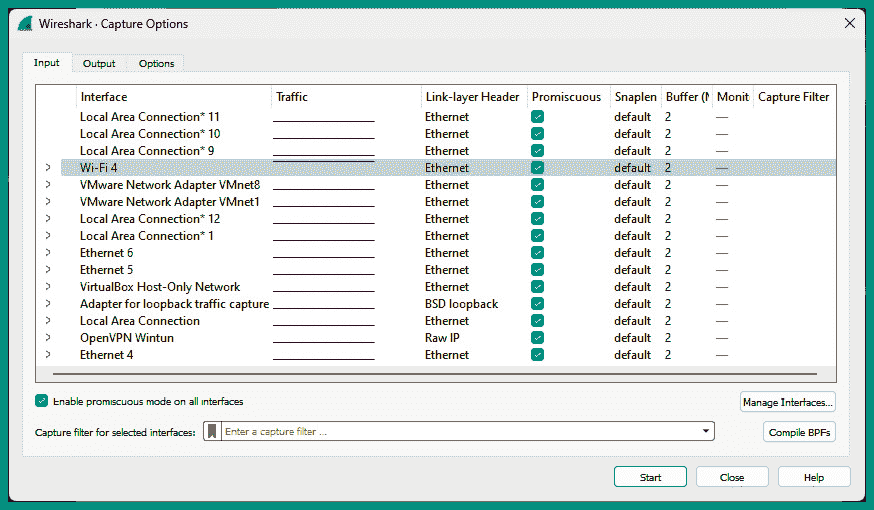 Wireshark · Capture Options
Input Output Options
Interface Traffic Link-layer Header Promiscuous Snaplen Buffer (M Monit Capture Filter
Local Area Connection* 11 Ethernet default 2 —
Local Area Connection* 10 Ethernet default 2 —
Local Area Connection* 9 Ethernet default 2 —
Wi-Fi 4 Ethernet default 2 —
VMware Network Adapter VMnet8 Ethernet default 2 —
VMware Network Adapter VMnet1 Ethernet default 2 —
Local Area Connection* 12 Ethernet default 2 —
Local Area Connection* 1 Ethernet default 2 —
Ethernet 6 Ethernet default 2 —
Ethernet 5 Ethernet default 2 —
VirtualBox Host-Only Network Ethernet default 2 —
Adapter for loopback traffic capture BSD loopback default 2 —
Local Area Connection Ethernet default 2 —
OpenVPN Wintun Raw IP default 2 —
Ethernet 4 Ethernet default 2 —
Enable promiscuous mode on all interfaces Manage Interfaces...
Capture filter for selected interfaces: Enter a capture filter ... Compile BPFs
Start Close Help